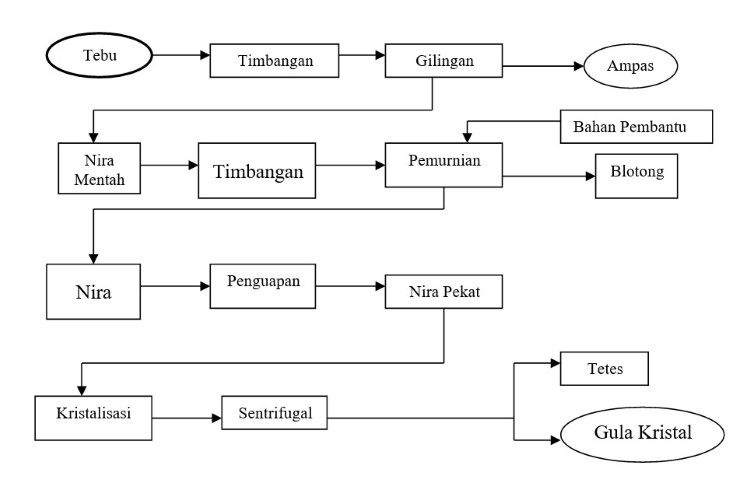 Tebu
Timbangan
Gilingan
Ampas
Bahan Pembantu
Nira
Mentah
Timbangan
Pemurnian
Blotong
Nira
Penguapan
Nira Pekat
Tetes
Kristalisasi
Sentrifugal
Gula Kristal